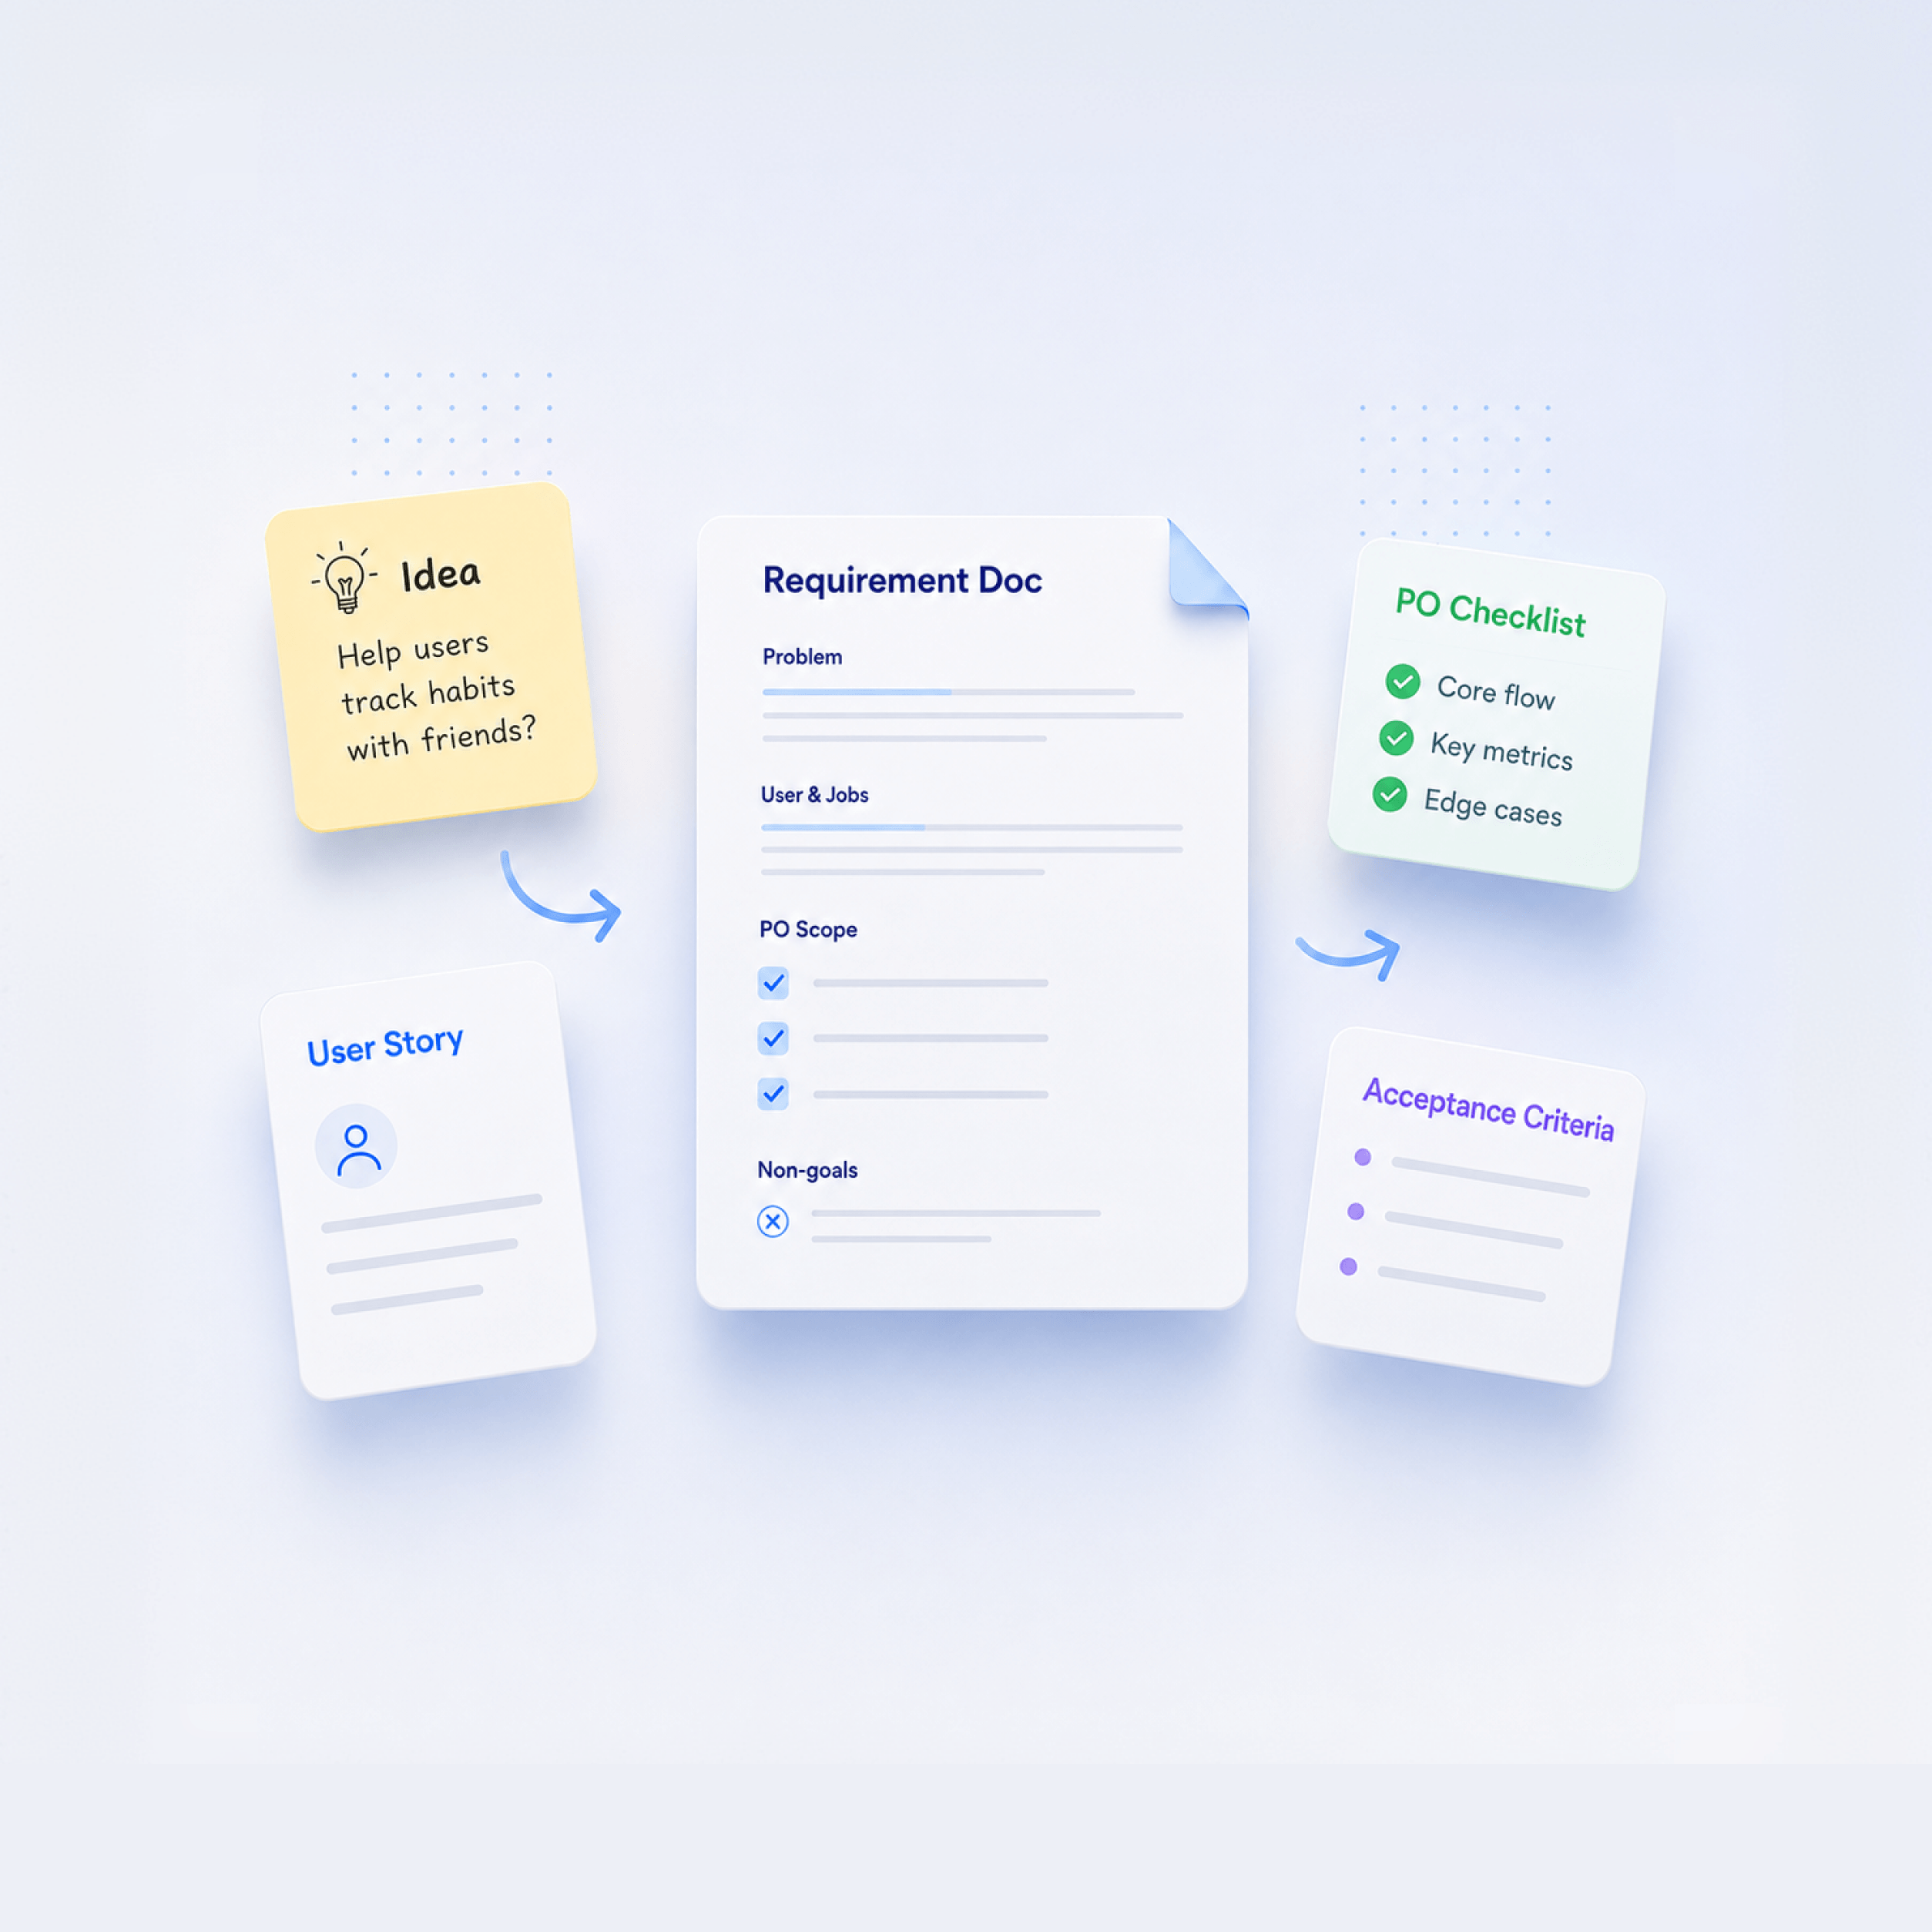 Idea
Help users
track habits
with friends?
User Story
Requirement Doc
Problem
User & Jobs
PO Scope
Non-goals
PO Checklist
Core flow
Key metrics
Edge cases
Acceptance Criteria